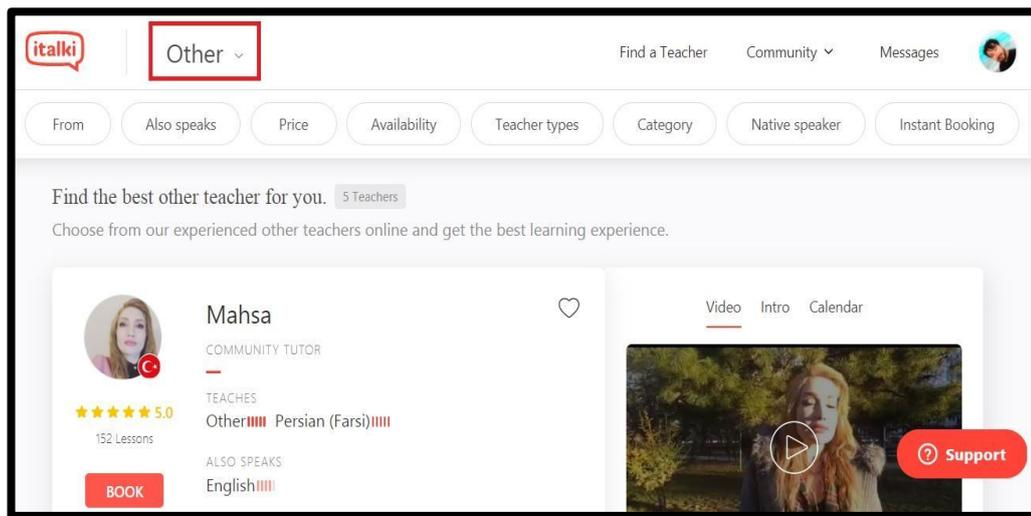 italki
Other
Find a Teacher Community Messages
From Also speaks Price Availability Teacher types Category Native speaker Instant Booking
Find the best other teacher for you. 5 Teachers
Choose from our experienced other teachers online and get the best learning experience.
Mahsa
COMMUNITY TUTOR
TEACHES
Other Persian (Farsi)
5.0
152 Lessons
ALSO SPEAKS
English
BOOK
Video Intro Calendar
Support